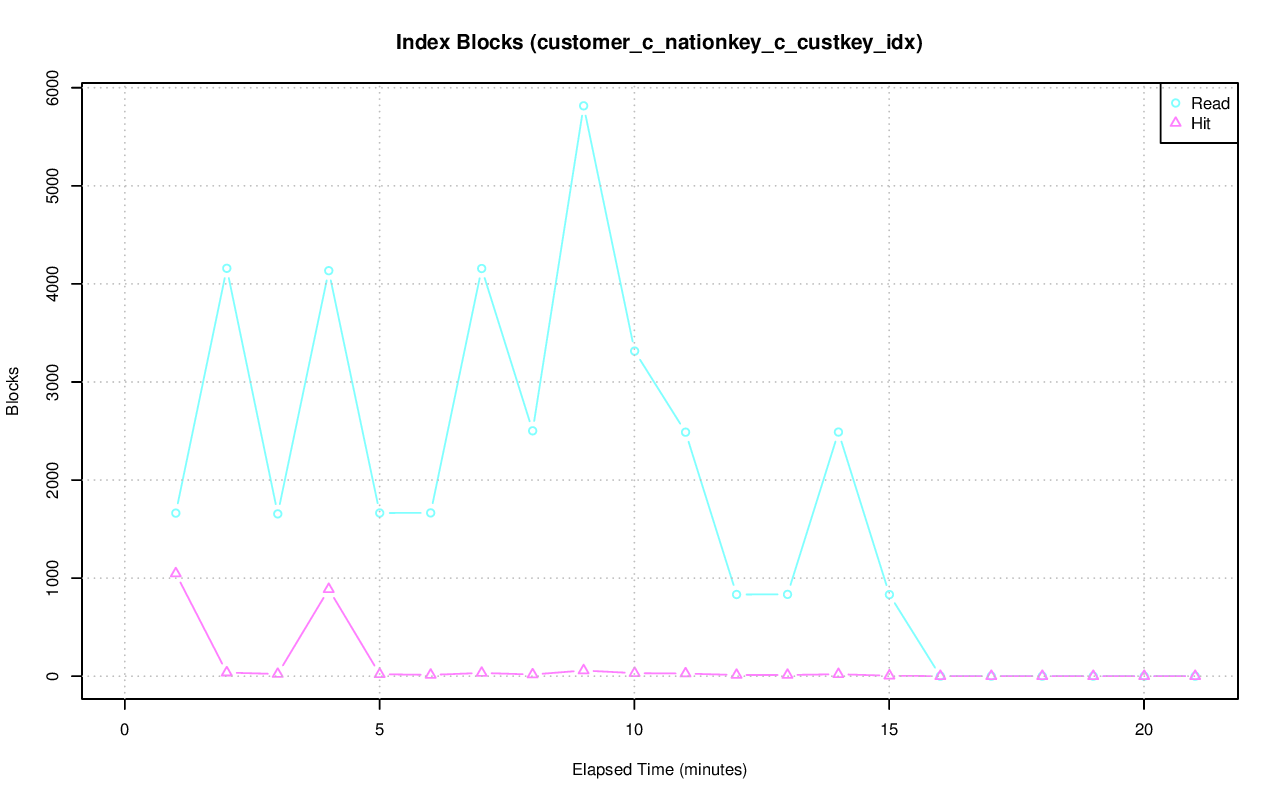 Index Blocks (customer_c_nationkey_c_custkey_idx)
6000
5000
4000
3000
2000
1000
0
Blocks
Read
Hit
0 5 10 15 20
Elapsed Time (minutes)